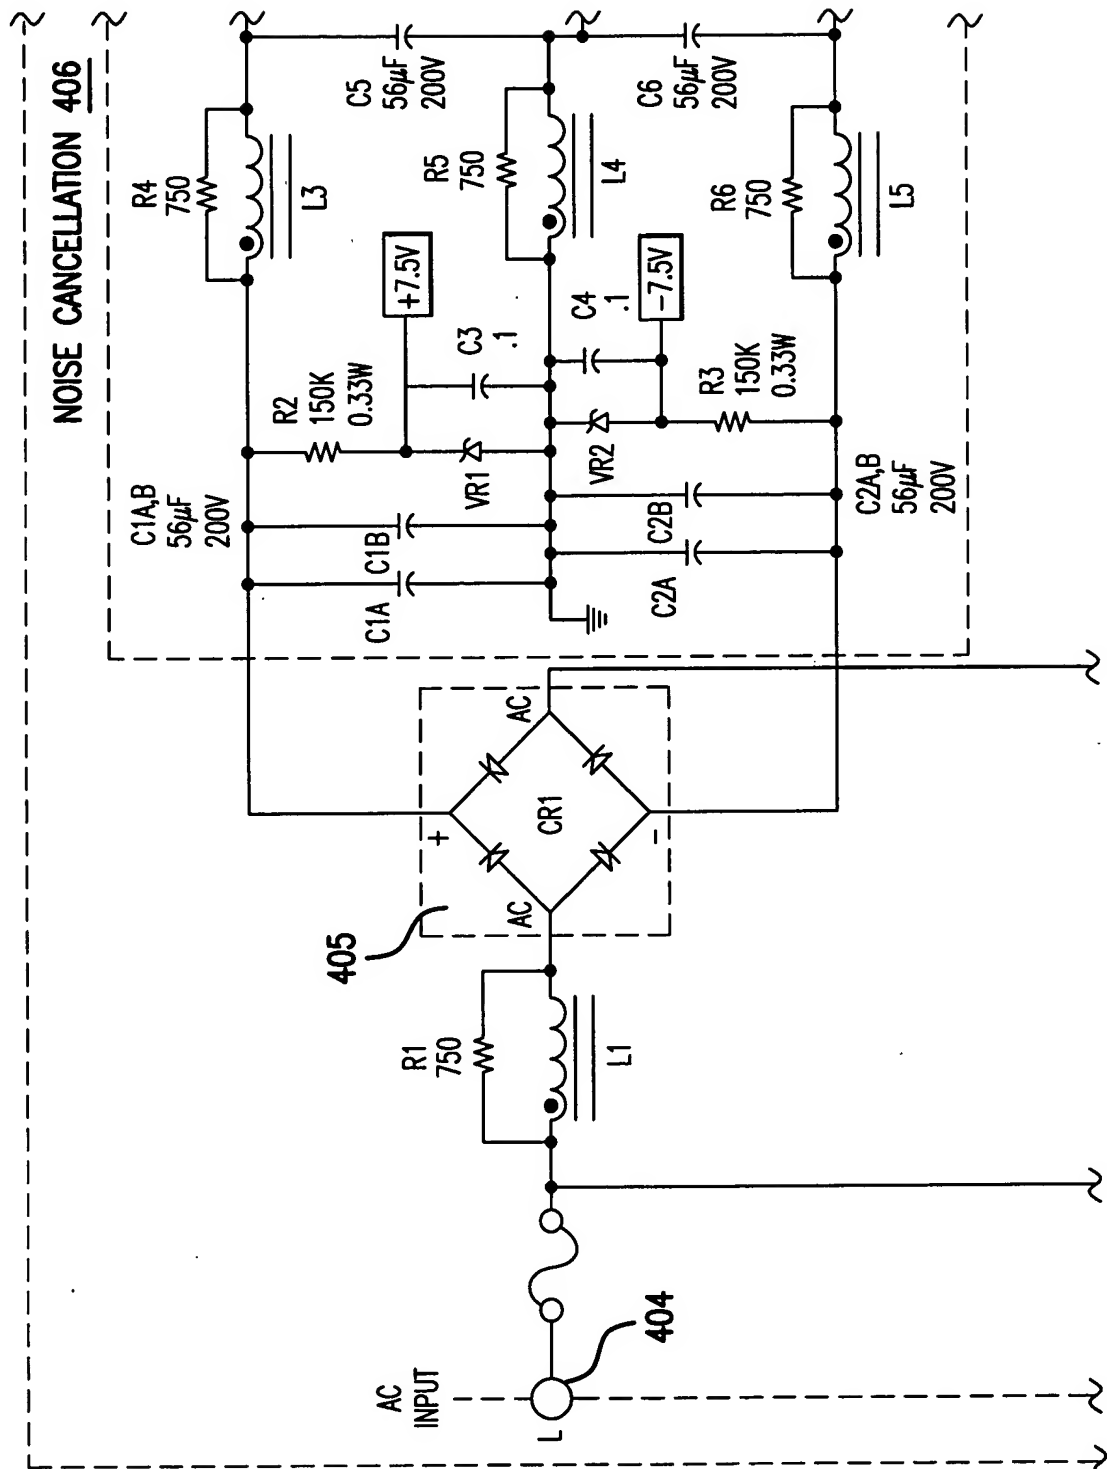 NOISE CANCELLATION 406
R4
750
L3
C5
56µF
200V
R5
750
L4
C6
56µF
200V
R6
750
L5
+7.5V
C3
.1
C4
.1
-7.5V
R2
150K
0.33W
VR1
VR2
R3
150K
0.33W
C1A,B
56µF
200V
C1A
C1B
C2A
C2B
C2A,B
56µF
200V
405
+
AC
CR1
AC
-
R1
750
L1
AC
INPUT
L
404